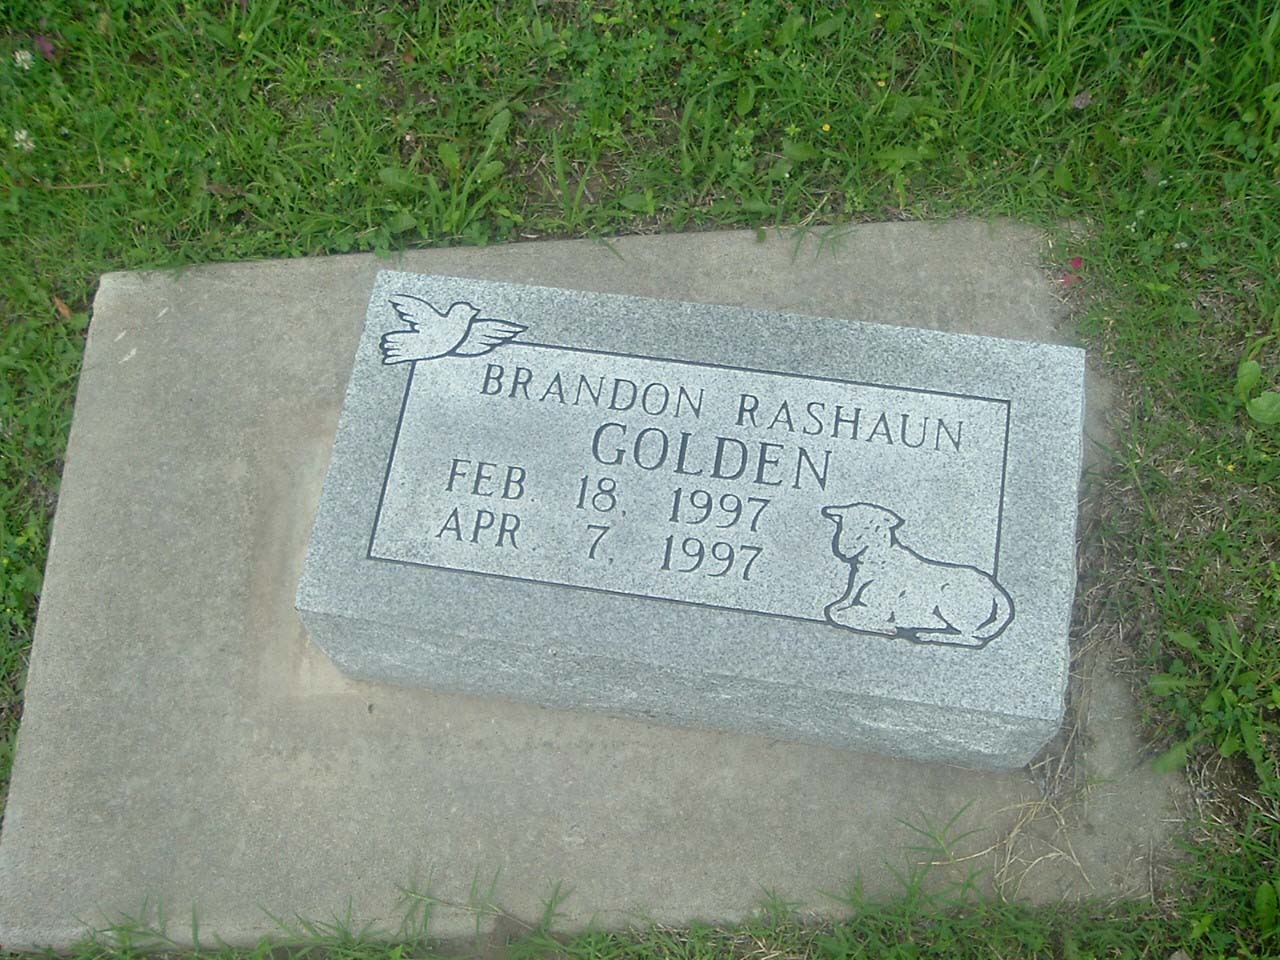 BRANDON RASHAUN
GOLDEN
FEB. 18, 1997
APR. 7, 1997